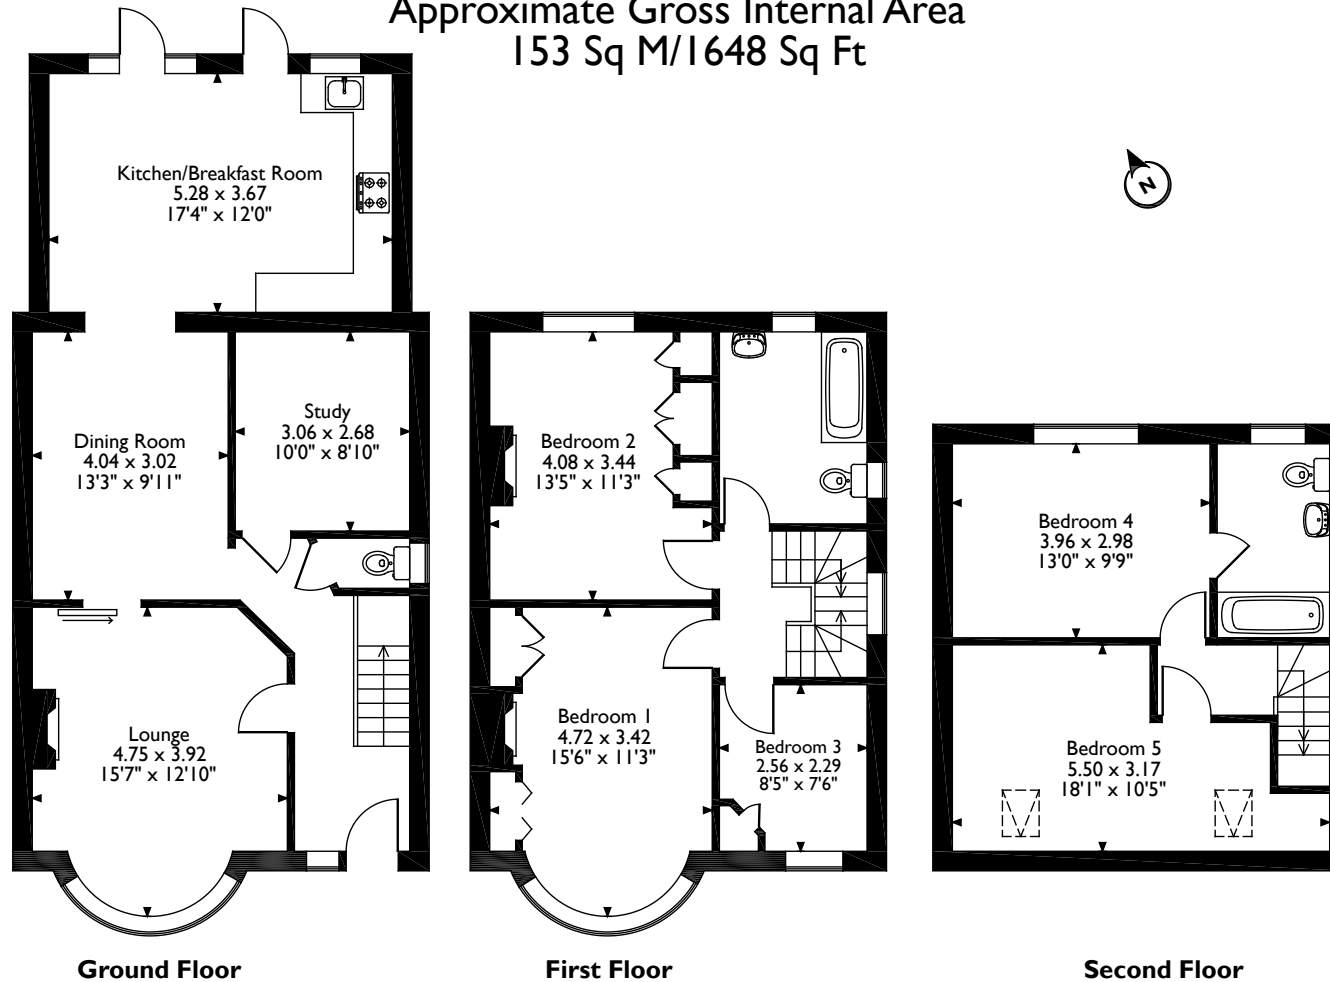 Approximate Gross Internal Area
153 Sq M/1648 Sq Ft
Kitchen/Breakfast Room
5.28 x 3.67
17'4" x 12'0"
N
Study
3.06 x 2.68
10'0" x 8'10"
Dining Room
4.04 x 3.02
13'3" x 9'11"
Lounge
4.75 x 3.92
15'7" x 12'10"
Bedroom 2
4.08 x 3.44
13'5" x 11'3"
Bedroom 1
4.72 x 3.42
15'6" x 11'3"
Bedroom 3
2.56 x 2.29
8'5" x 7'6"
Bedroom 4
3.96 x 2.98
13'0" x 9'9"
Bedroom 5
5.50 x 3.17
18'1" x 10'5"
Ground Floor
First Floor
Second Floor